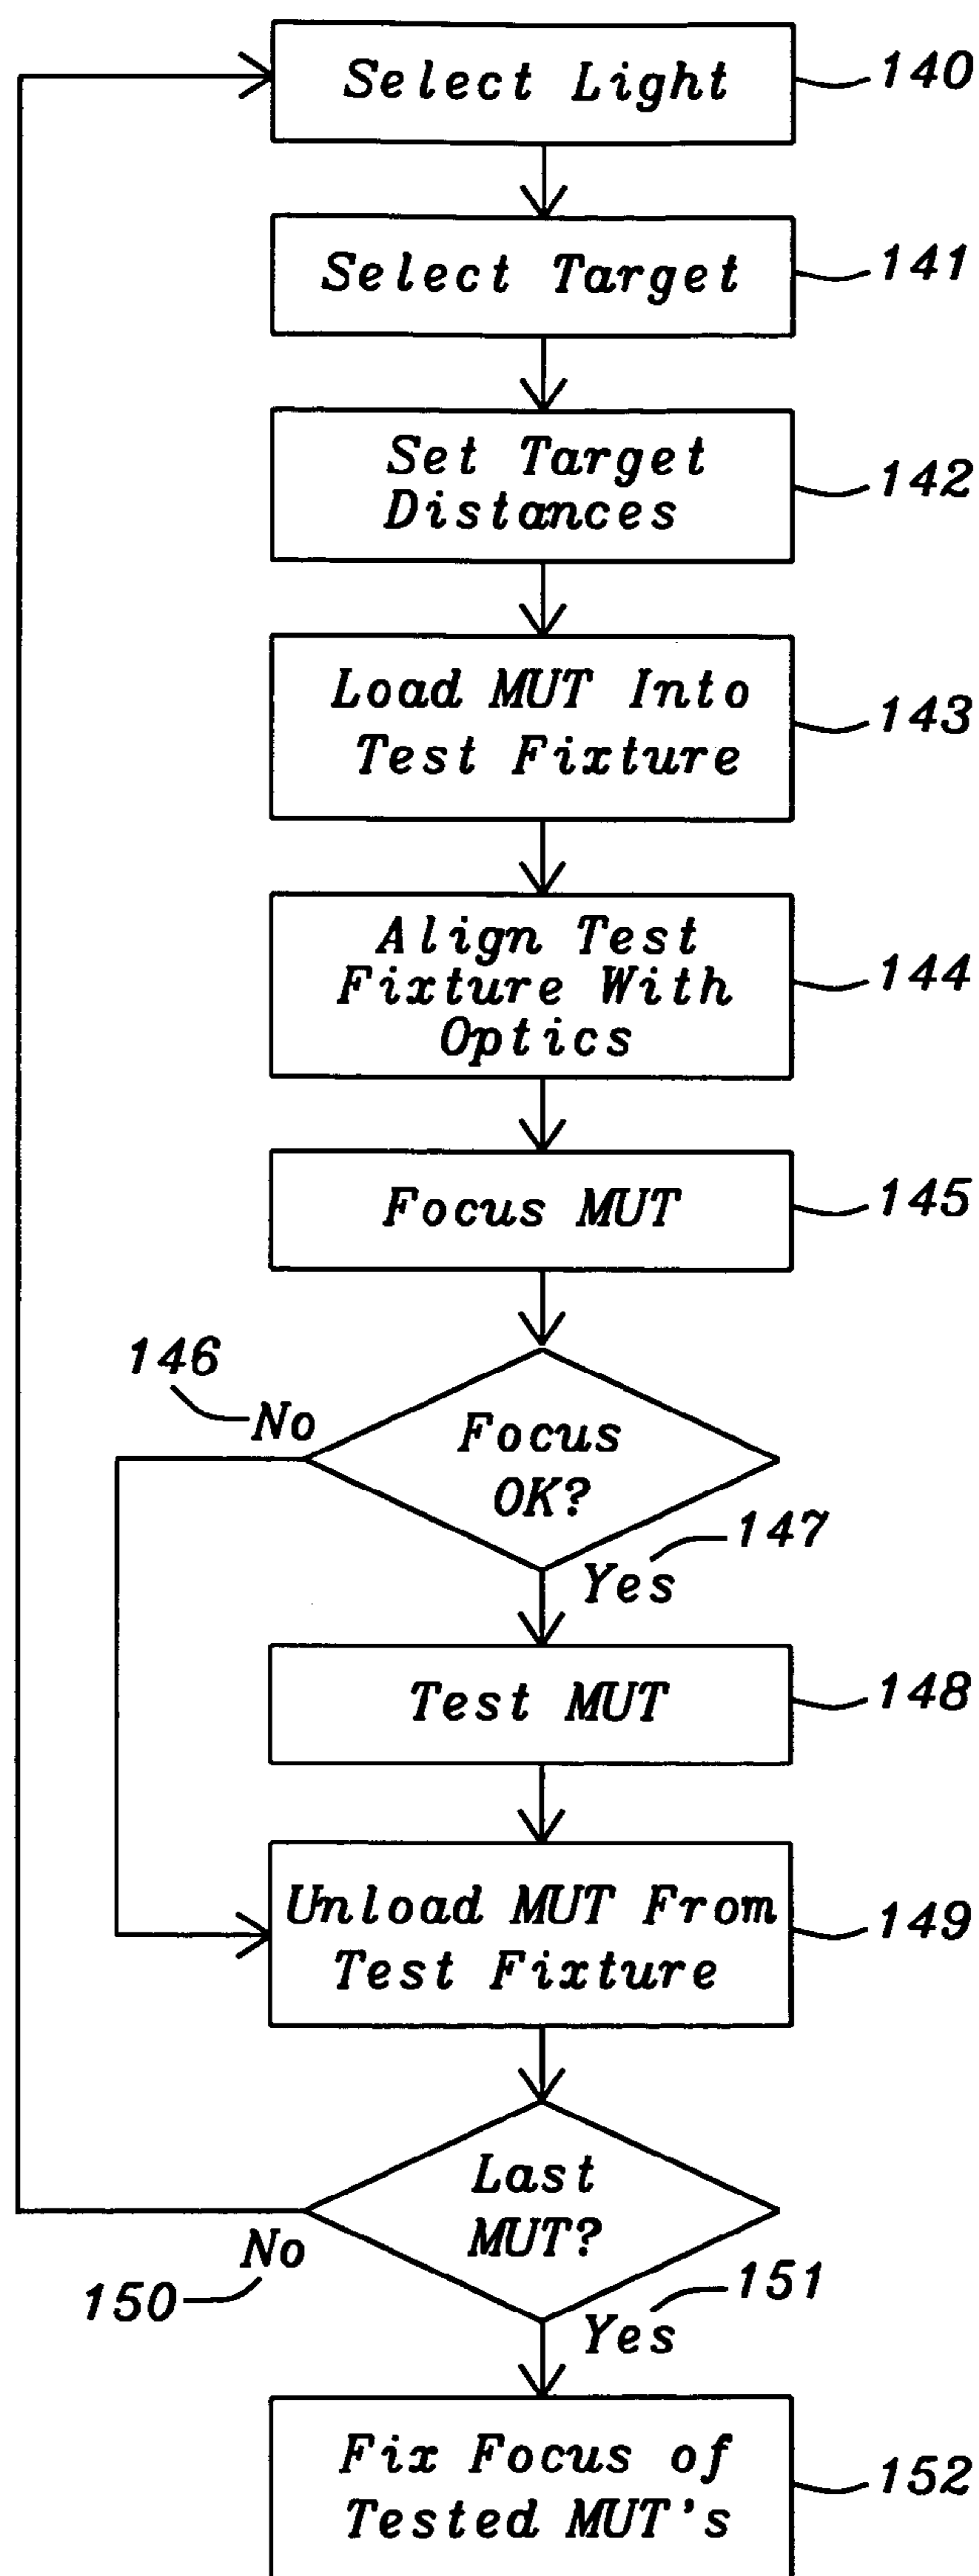 Select Light
140
Select Target
141
Set Target
Distances
142
Load MUT Into
Test Fixture
143
Align Test
Fixture With
Optics
144
Focus MUT
145
146
No
Focus
OK?
147
Yes
Test MUT
148
Unload MUT From
Test Fixture
149
Last
MUT?
No
150
151
Yes
Fix Focus of
Tested MUT's
152